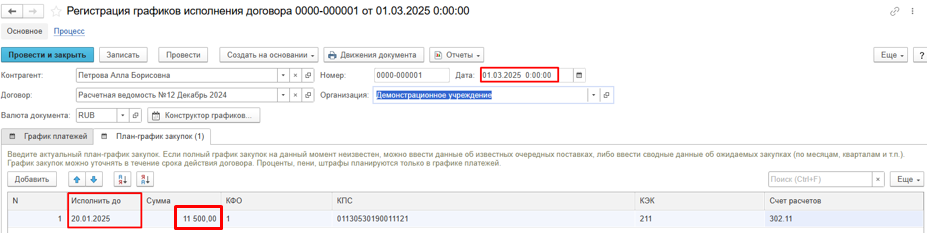 Регистрация графиков исполнения договора 0000-000001 от 01.03.2025 0:00:00
Основное Процесс
Провести и закрыть Записать Провести Создать на основании Движения документа Отчеты Еще ?
Контрагент: Петрова Алла Борисовна Номер: 0000-000001 Дата: 01.03.2025 0:00:00
Договор: Расчетная ведомость №12 Декабрь 2024 Организация: Демонстрационное учреждение
Валюта документа: RUB Конструктор графиков...
График платежей План-график закупок (1)
Введите актуальный план-график закупок. Если полный график на данный момент неизвестен, можно ввести данные об известных очередных поставках, либо ввести сводные данные об ожидаемых закупках (по месяцам, кварталам и т.п.).
График закупок можно уточнять в течение срока действия договора. Проценты, пени, штрафы планируются только в графике платежей.
Добавить Поиск (Ctrl+F) × Еще
N Исполнить до Сумма КФО КПС КЭК Счет расчетов
1 20.01.2025 11 500,00 1 01130530190011121 211 302.11